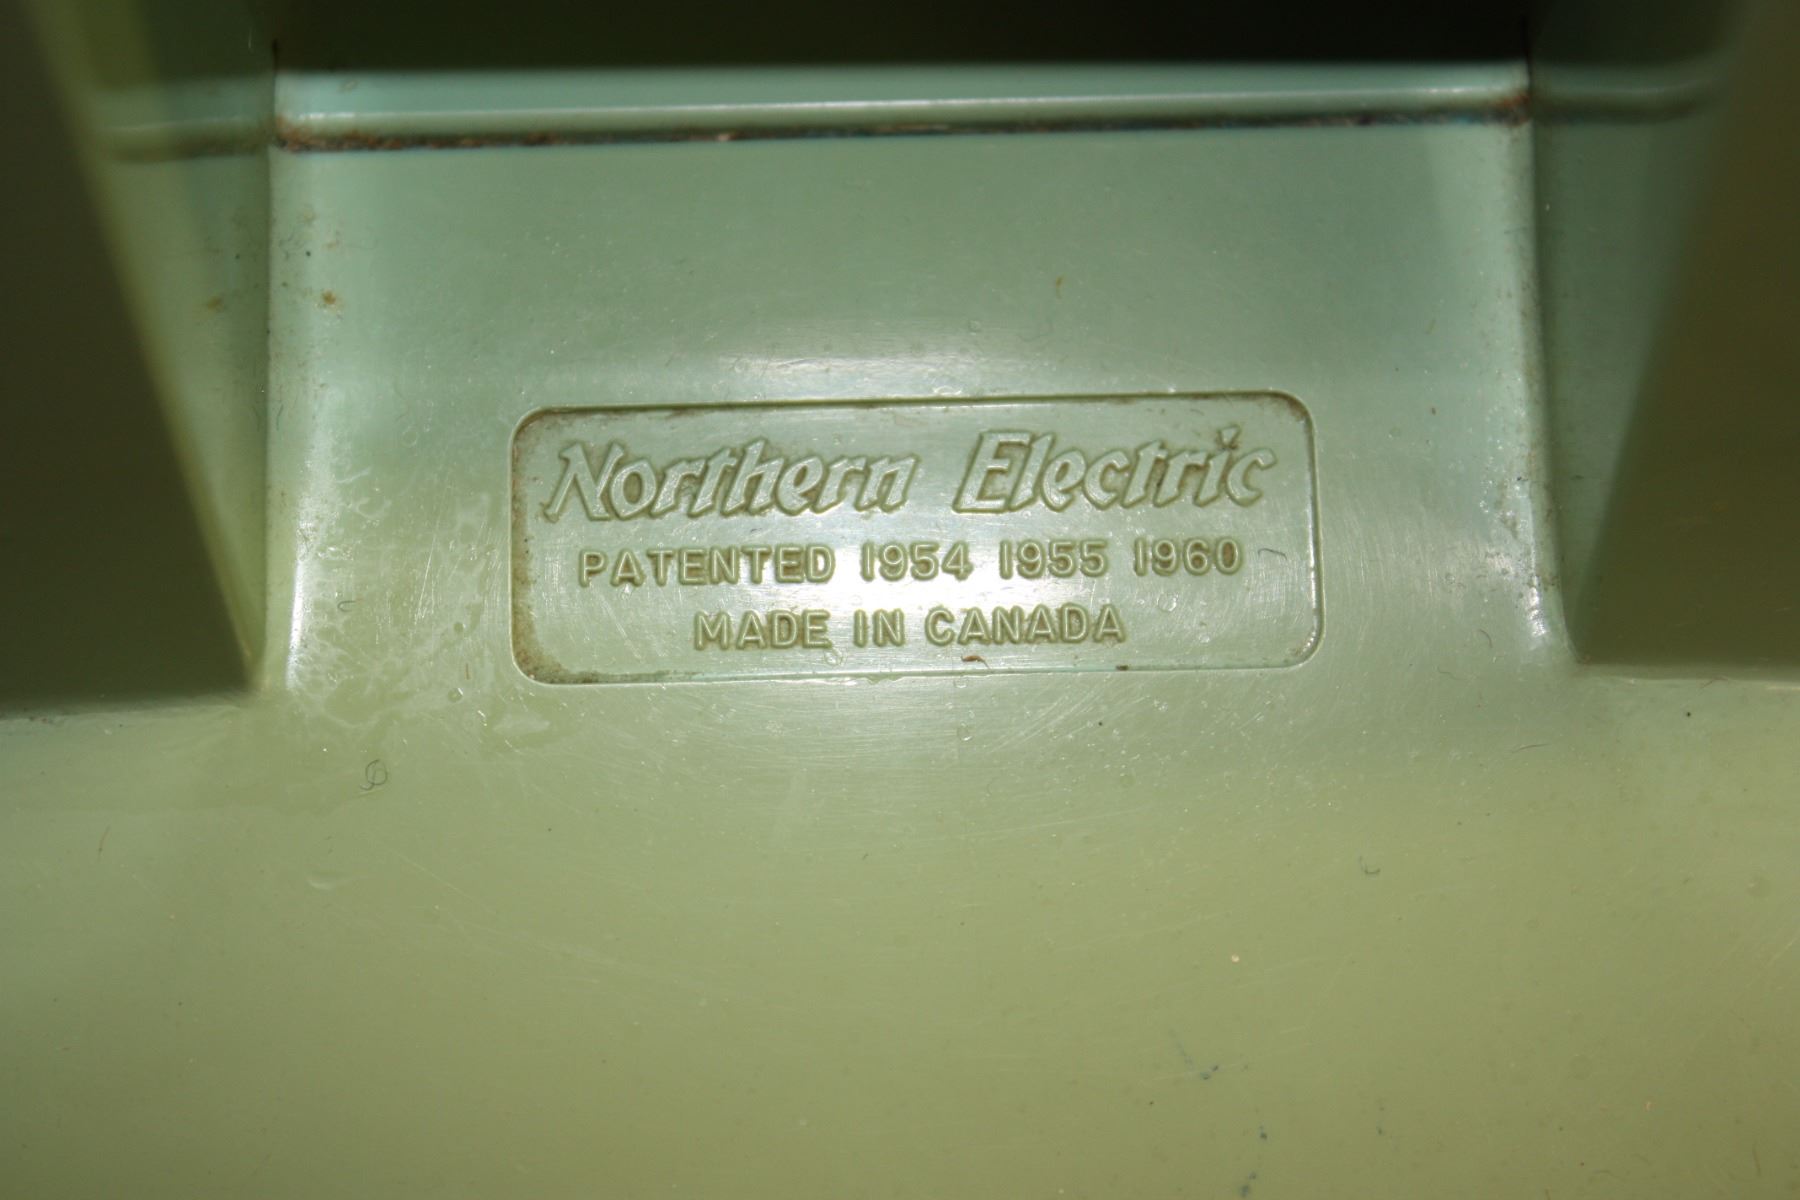 Northern Electric
PATENTED 1954 1955 1960
MADE IN CANADA